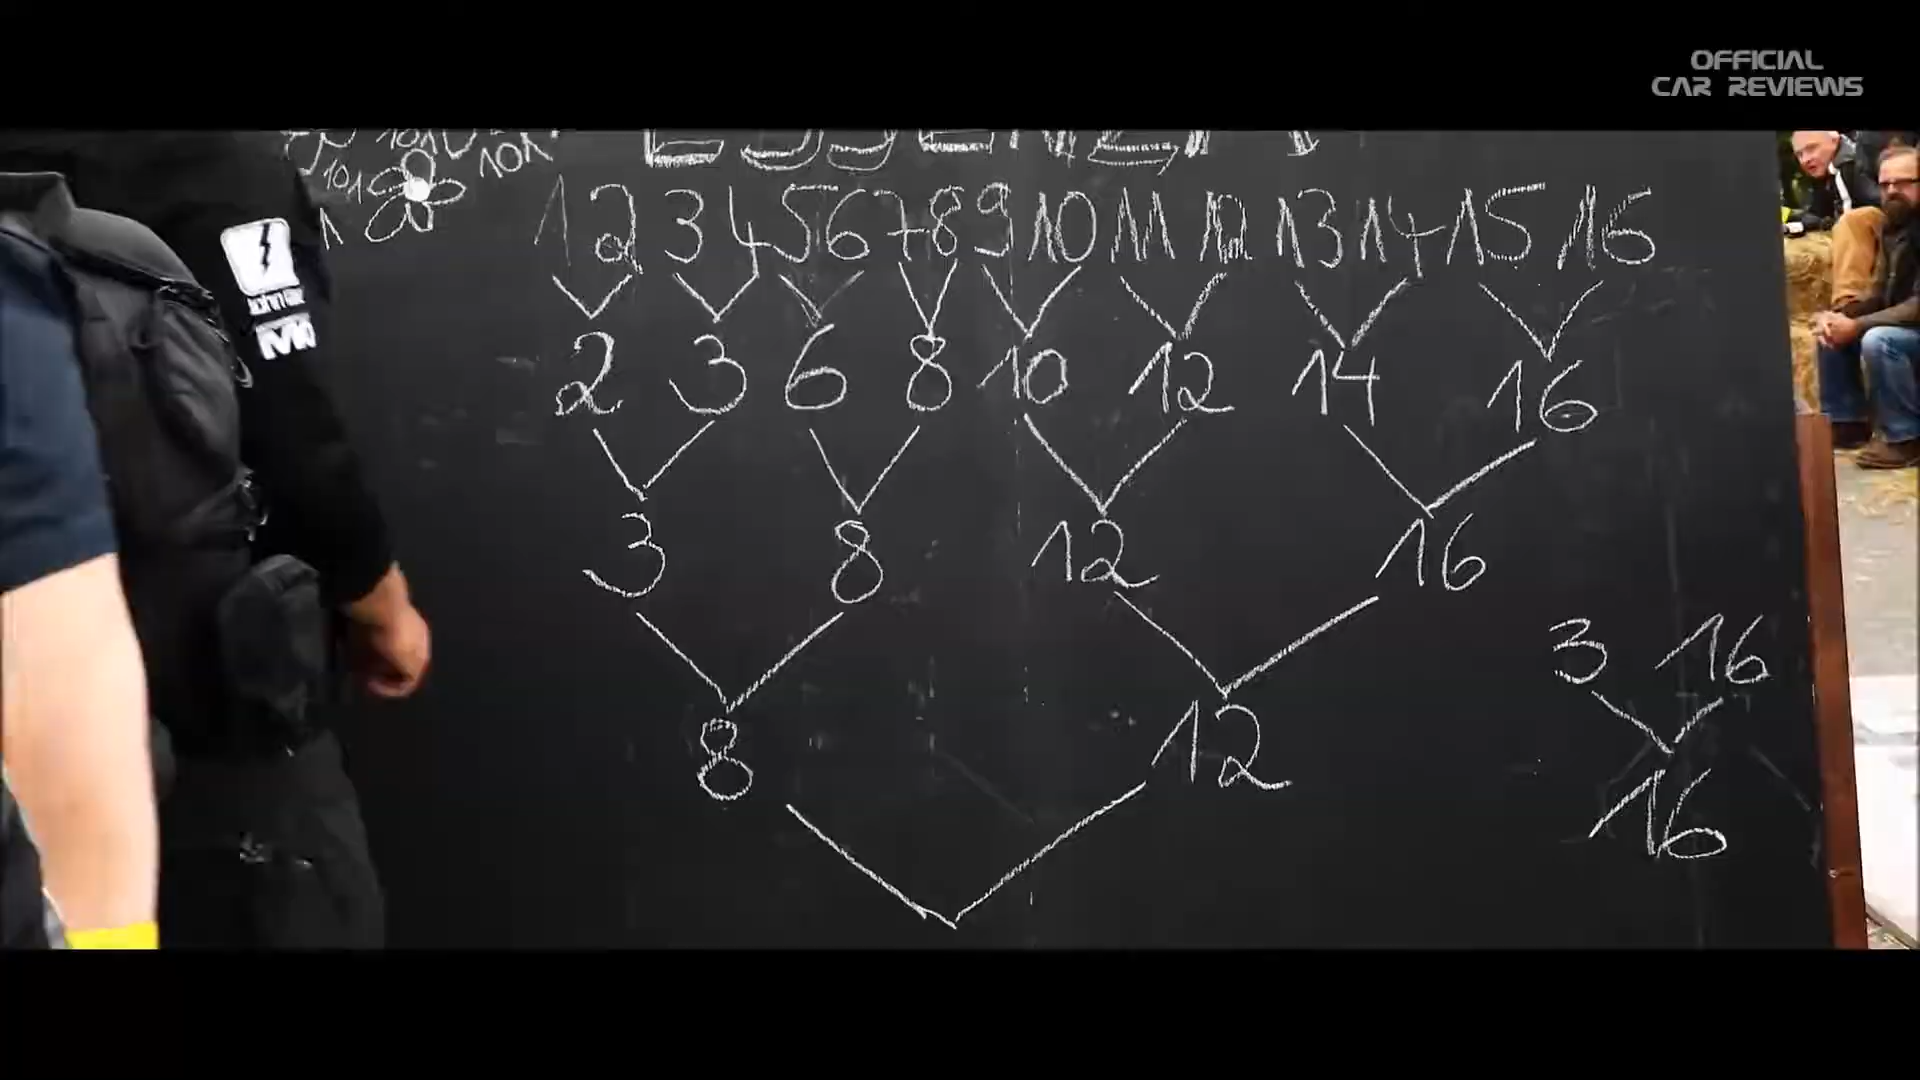 OFFICIAL
CAR REVIEWS
101
1 2 3 4 5 6 7 8 9 10 11 12 13 14 15 16
2 3 6 8 10 12 14 16
3 8 12 16
3 16
8 12
16